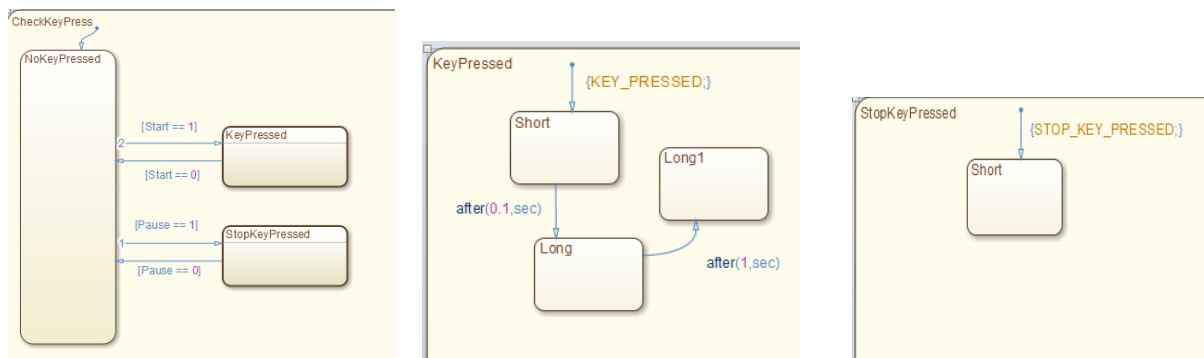 CheckKeyPress
NoKeyPressed
[Start == 1]
2
KeyPressed
[Start == 0]
[Pause == 1]
1
StopKeyPressed
[Pause == 0]
KeyPressed
{KEY_PRESSED;}
Short
Long1
after(0.1,sec)
Long
after(1,sec)
StopKeyPressed
{STOP_KEY_PRESSED;}
Short